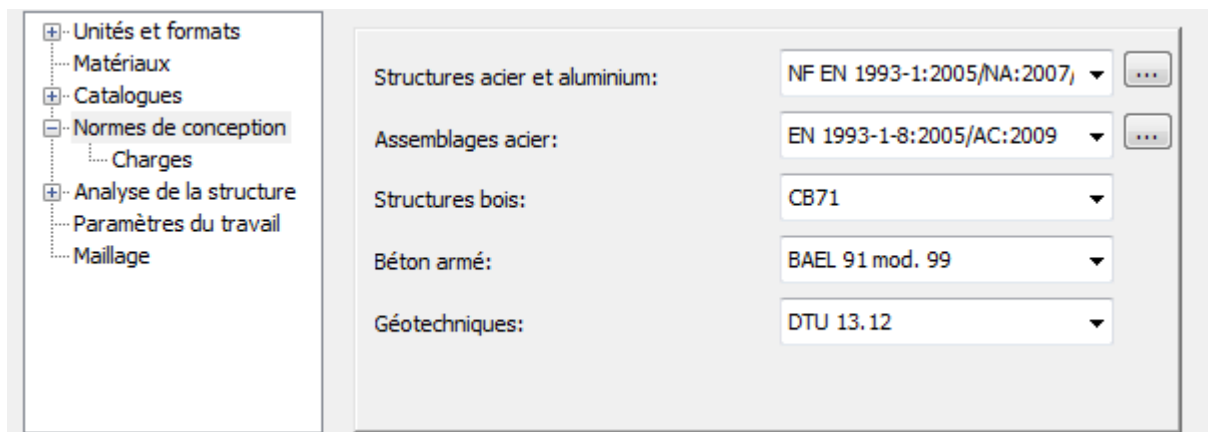 Unités et formats
Matériaux
Catalogues
Normes de conception
Charges
Analyse de la structure
Paramètres du travail
Maillage
Structures acier et aluminium: NF EN 1993-1:2005/NA:2007/ ...
Assemblages acier: EN 1993-1-8:2005/AC:2009 ...
Structures bois: CB71
Béton armé: BAEL 91 mod. 99
Géotechniques: DTU 13.12